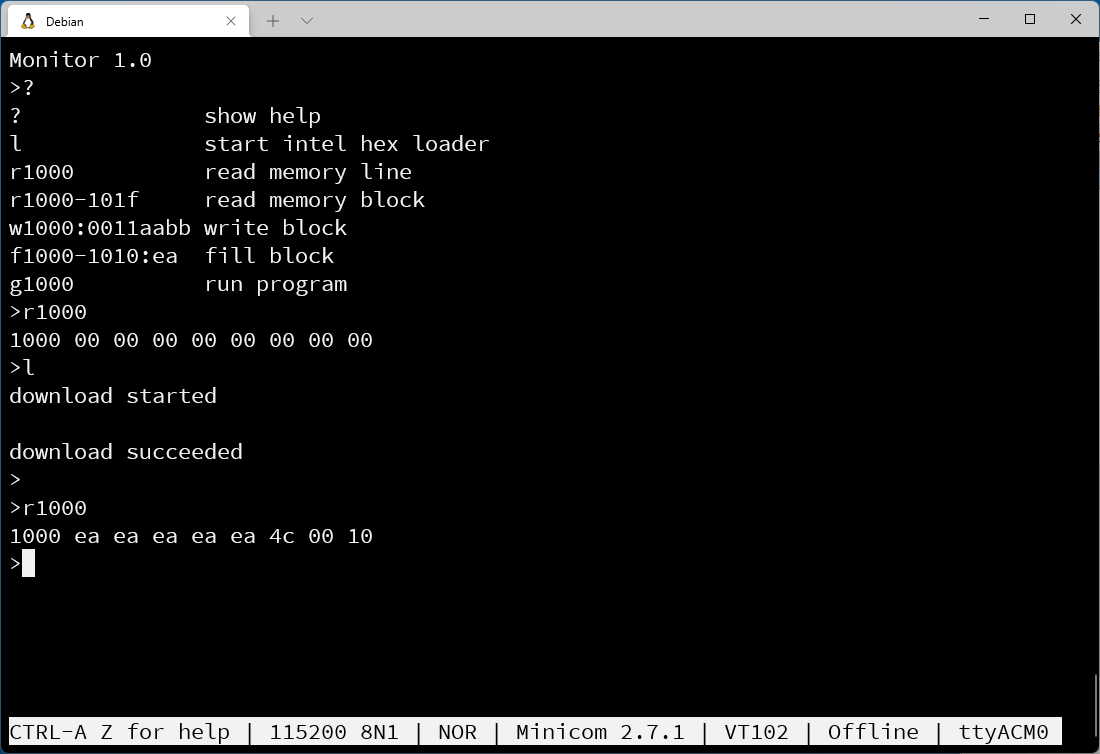 Debian
Monitor 1.0
>?
?              show help
l              start intel hex loader
r1000          read memory line
r1000-101f     read memory block
w1000:0011aabb write block
f1000-1010:ea  fill block
g1000          run program
>r1000
1000 00 00 00 00 00 00 00 00
>l
download started
download succeeded
>
>r1000
1000 ea ea ea ea ea 4c 00 10
>
CTRL-A Z for help | 115200 8N1 | NOR | Minicom 2.7.1 | VT102 | Offline | ttyACM0